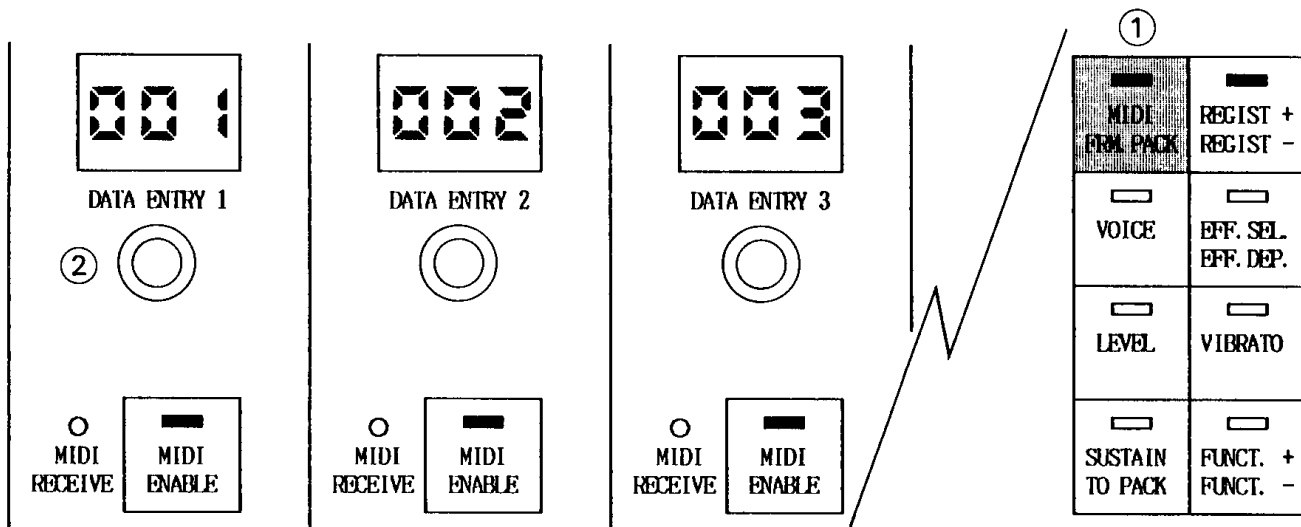 ①
001
002
003
DATA ENTRY 1
DATA ENTRY 2
DATA ENTRY 3
②
MIDI
RECEIVE
MIDI
ENABLE
MIDI
RECEIVE
MIDI
ENABLE
MIDI
RECEIVE
MIDI
ENABLE
MIDI
FRM. PACK
REGIST +
REGIST -
VOICE
EFF. SEL.
EFF. DEP.
LEVEL
VIBRATO
SUSTAIN
TO PACK
FUNCT. +
FUNCT. -